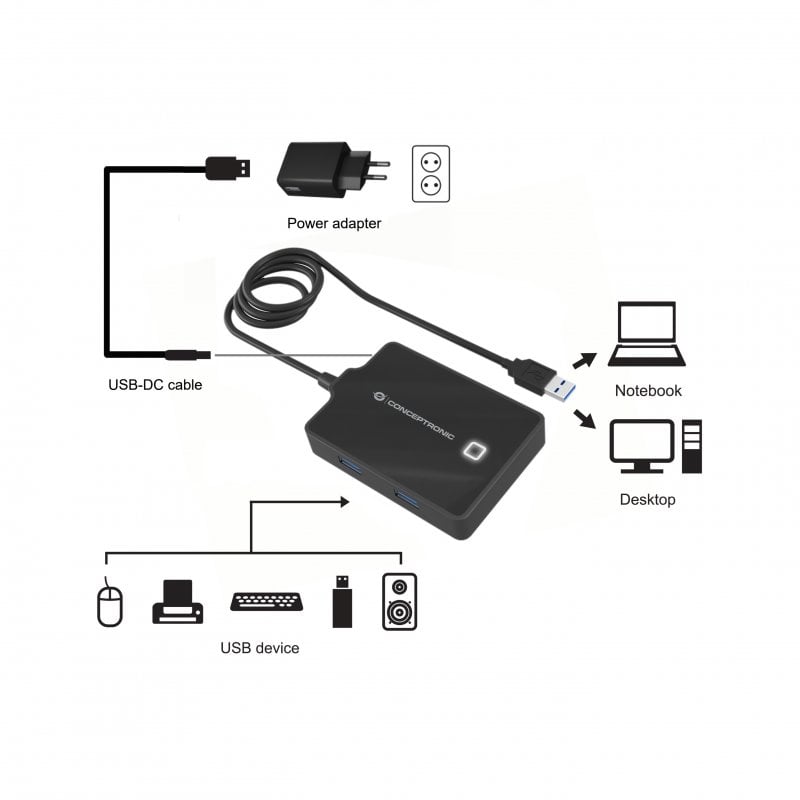 Power adapter
USB-DC cable
CONCEPTRONIC
Notebook
Desktop
USB device